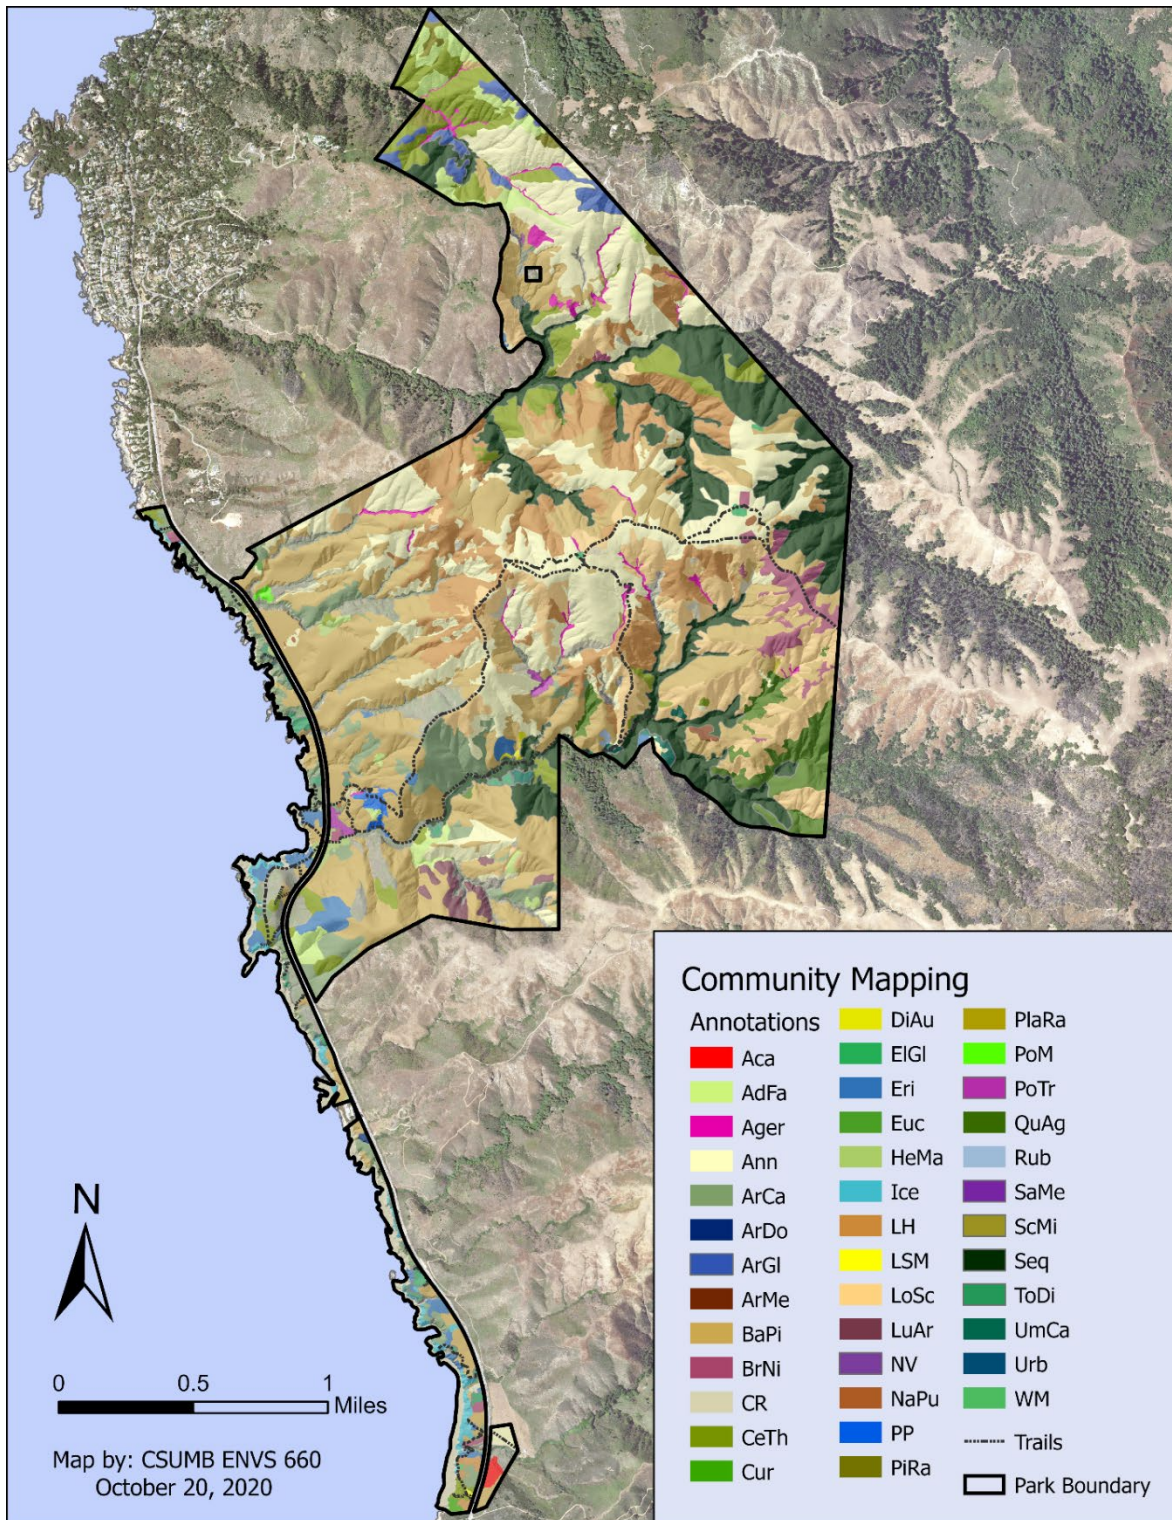 Community Mapping
Annotations
Aca
AdFa
Ager
Ann
ArCa
ArDo
ArGl
ArMe
BaPi
BrNi
CR
CeTh
Cur
DiAu
ElGl
Eri
Euc
HeMa
Ice
LH
LSM
LoSc
LuAr
NV
NaPu
PP
PiRa
PlaRa
PoM
PoTr
QuAg
Rub
SaMe
ScMi
Seq
ToDi
UmCa
Urb
WM
Trails
Park Boundary
N
0 0.5 1
Miles
Map by: CSUMB ENVS 660
October 20, 2020